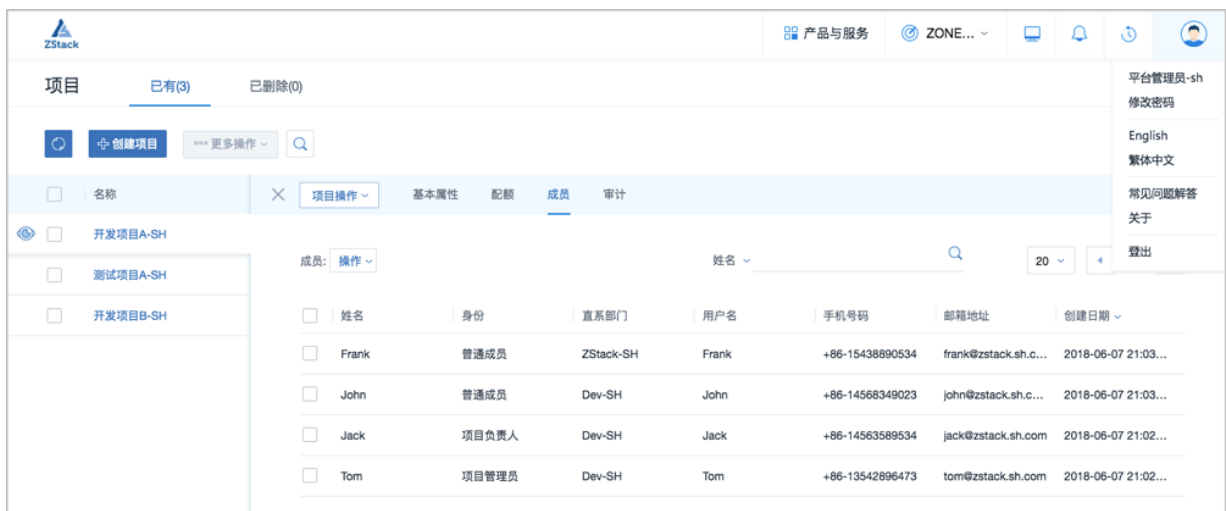 ZStack
产品与服务
ZONE...
项目
已有(3)
已删除(0)
平台管理员-sh
修改密码
English
繁体中文
常见问题解答
关于
登出
创建项目
更多操作
名称
项目操作
基本属性
配额
成员
审计
开发项目A-SH
测试项目A-SH
开发项目B-SH
成员: 操作
姓名
20
姓名 身份 直系部门 用户名 手机号码 邮箱地址 创建日期
Frank 普通成员 ZStack-SH Frank +86-15438890534 frank@zstack.sh.c... 2018-06-07 21:03...
John 普通成员 Dev-SH John +86-14568349023 john@zstack.sh.c... 2018-06-07 21:03...
Jack 项目负责人 Dev-SH Jack +86-14563589534 jack@zstack.sh.com 2018-06-07 21:02...
Tom 项目管理员 Dev-SH Tom +86-13542896473 tom@zstack.sh.com 2018-06-07 21:02...